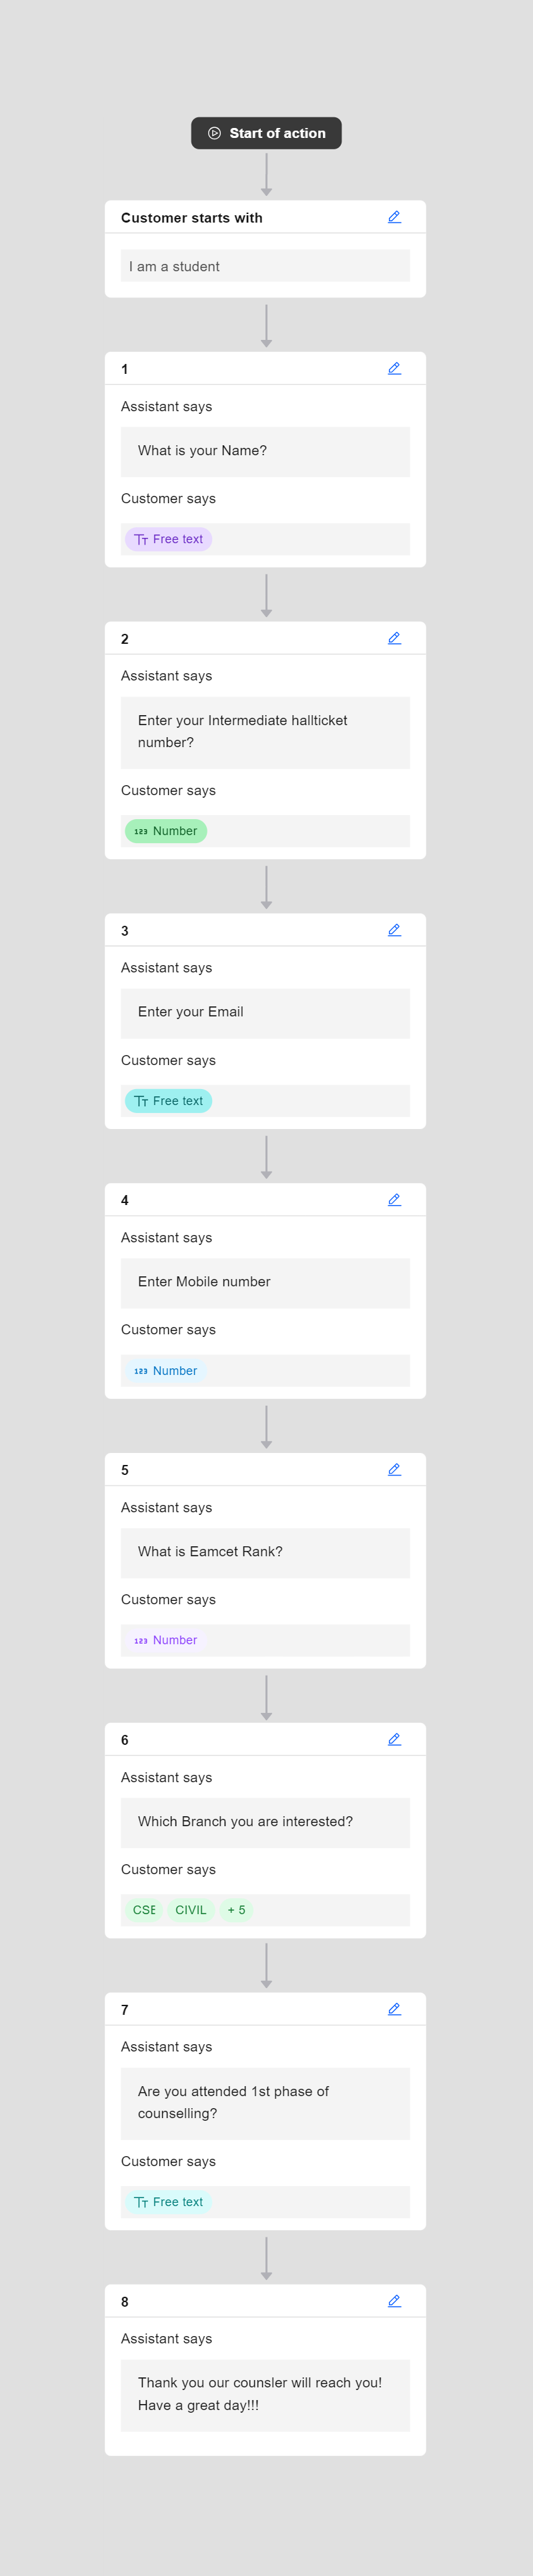 Start of action
Customer starts with
I am a student
1
Assistant says
What is your Name?
Customer says
Free text
2
Assistant says
Enter your Intermediate hallticket
number?
Customer says
123 Number
3
Assistant says
Enter your Email
Customer says
Free text
4
Assistant says
Enter Mobile number
Customer says
123 Number
5
Assistant says
What is Eamcet Rank?
Customer says
123 Number
6
Assistant says
Which Branch you are interested?
Customer says
CSE CIVIL + 5
7
Assistant says
Are you attended 1st phase of
counselling?
Customer says
Free text
8
Assistant says
Thank you our counsler will reach you!
Have a great day!!!